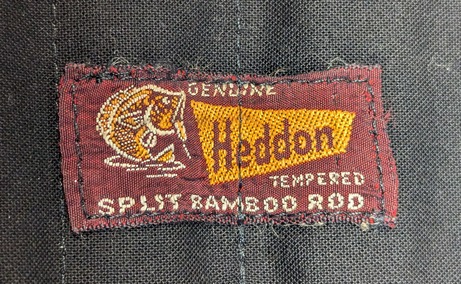 GENUINE
Heddon
TEMPERED
SPLIT BAMBOO ROD